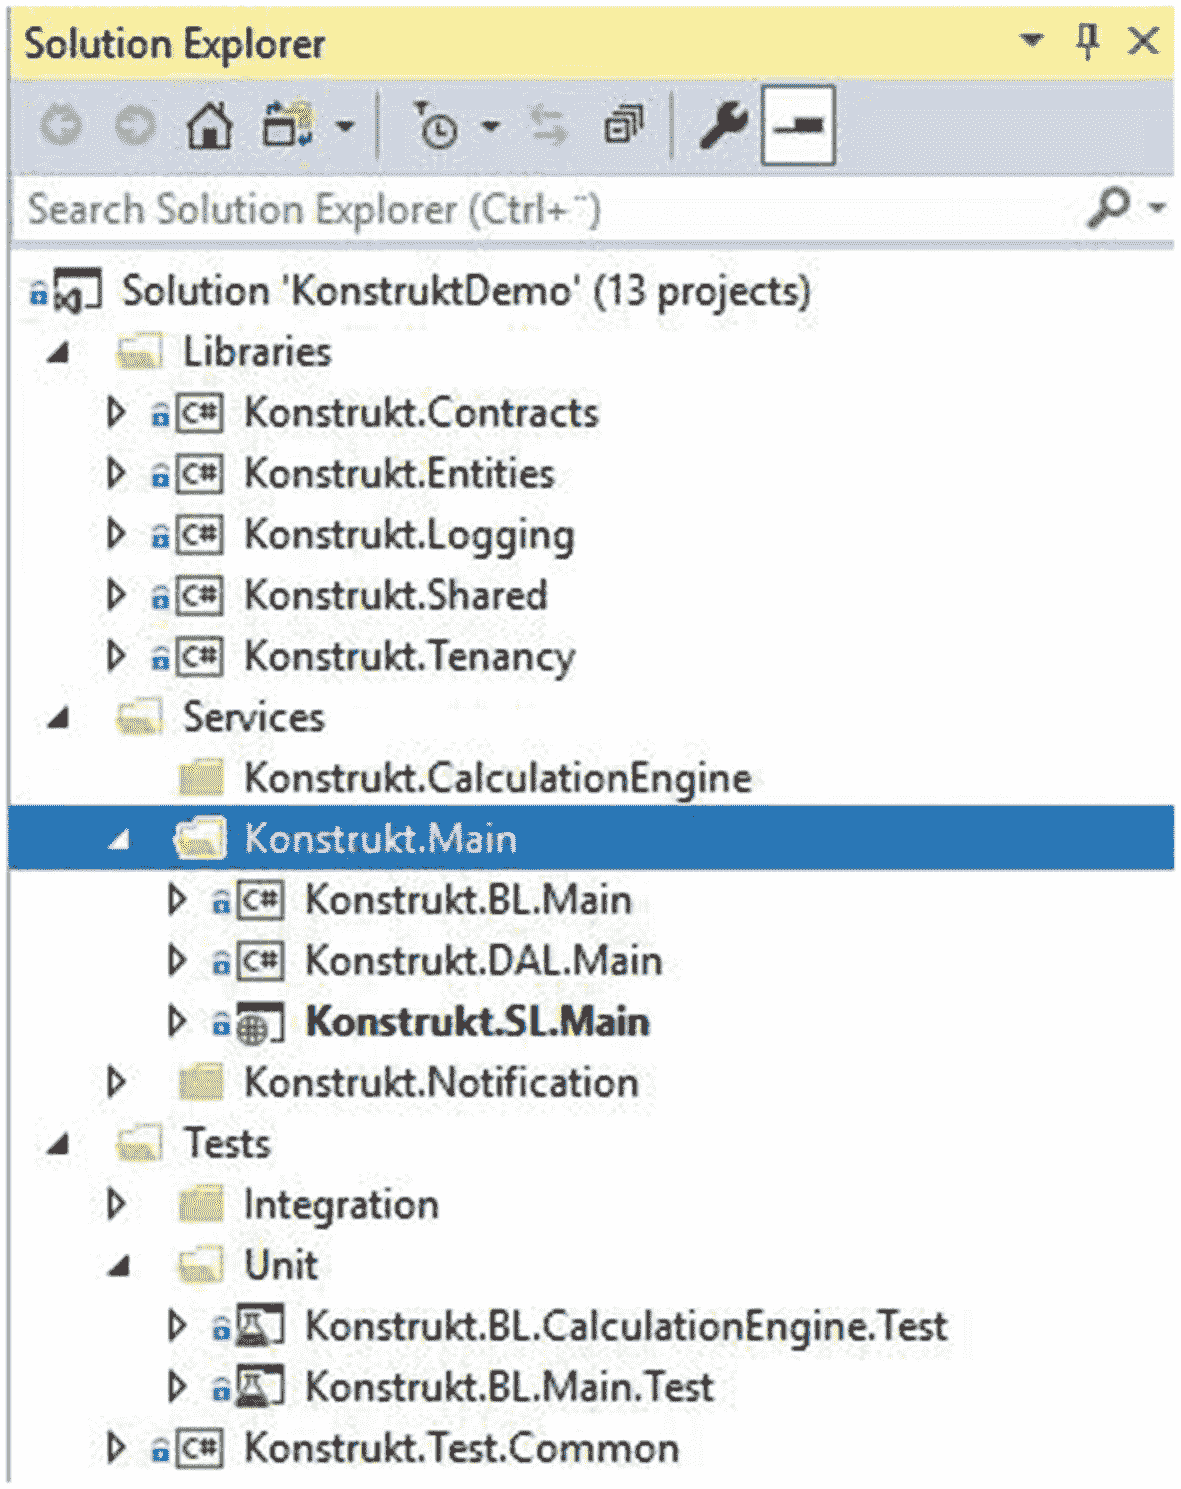 Solution Explorer
Search Solution Explorer (Ctrl+¨)
Solution 'KonstruktDemo' (13 projects)
Libraries
C# Konstrukt.Contracts
C# Konstrukt.Entities
C# Konstrukt.Logging
C# Konstrukt.Shared
C# Konstrukt.Tenancy
Services
Konstrukt.CalculationEngine
Konstrukt.Main
C# Konstrukt.BL.Main
C# Konstrukt.DAL.Main
Konstrukt.SL.Main
Konstrukt.Notification
Tests
Integration
Unit
Konstrukt.BL.CalculationEngine.Test
Konstrukt.BL.Main.Test
C# Konstrukt.Test.Common